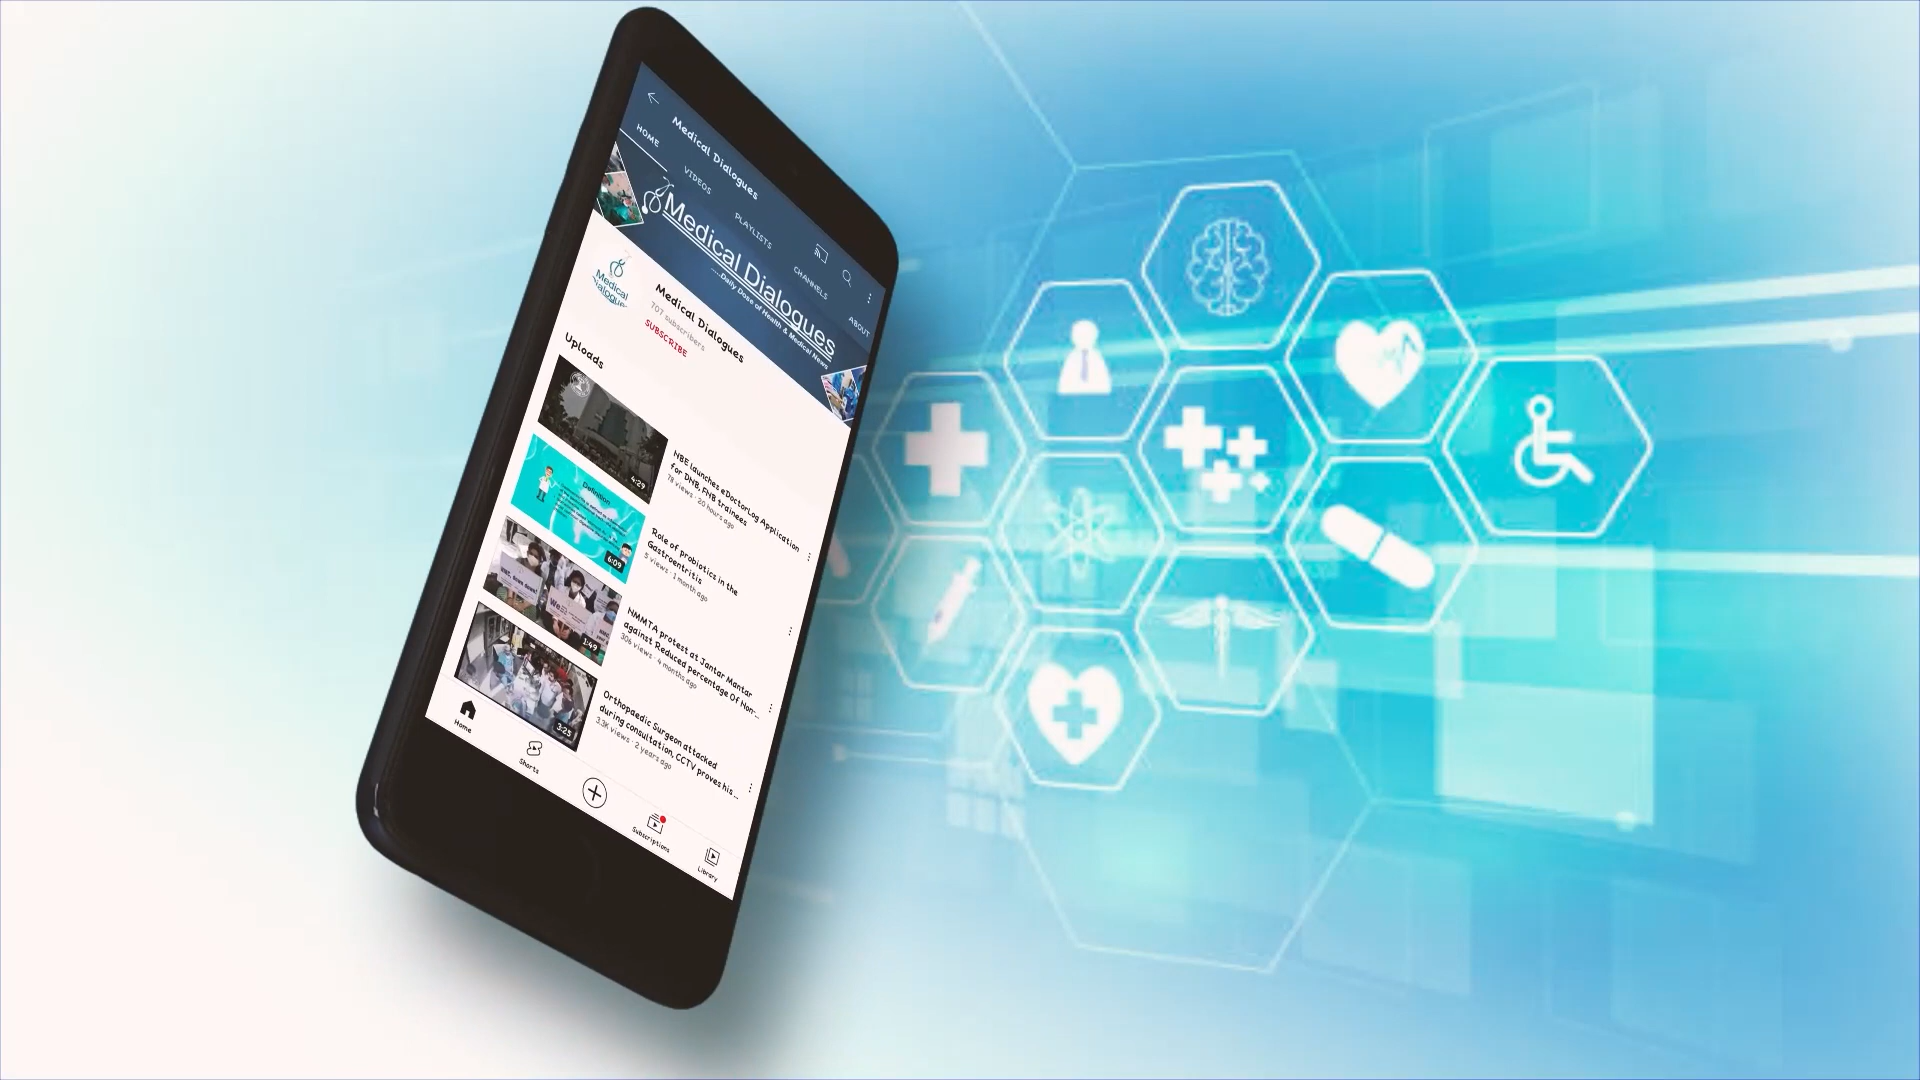 Medical Dialogues
HOME
VIDEOS
PLAYLISTS
CHANNELS
ABOUT
Medical Dialogues
.....Daily Dose of Health & Medical News
Medical
Dialogues
Medical Dialogues
707 subscribers
SUBSCRIBE
Uploads
4:29
NBE launches eDoctorLog Application
for DNB, FNB trainees
78 views · 20 hours ago
Definition
6:09
Role of probiotics in the
Gastroentritis
5 views · 1 month ago
1:49
NMMTA protest at Jantar Mantar
against Reduced percentage Of Non-...
306 views · 4 months ago
3:25
Orthopaedic Surgeon attacked
during consultation, CCTV proves his ...
3.3K views · 2 years ago
Home
Shorts
Subscriptions
Library